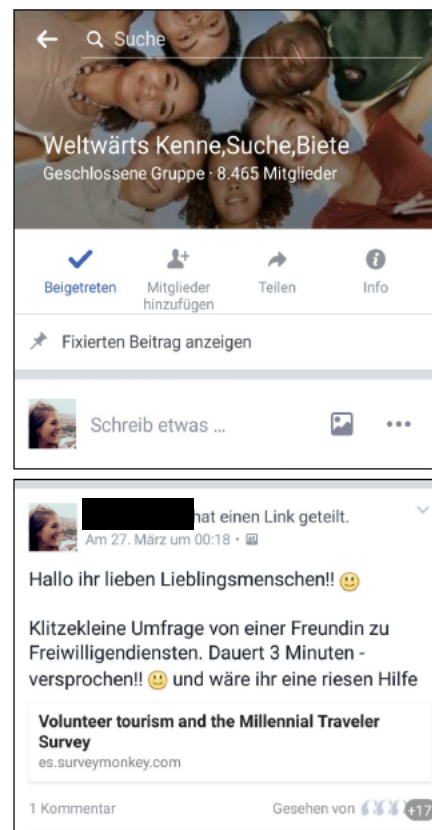 Suche
Weltwärts Kenne,Suche,Biete
Geschlossene Gruppe · 8.465 Mitglieder
Beigetreten
Mitglieder
hinzufügen
Teilen
Info
Fixierten Beitrag anzeigen
Schreib etwas ...
hat einen Link geteilt.
Am 27. März um 00:18 ·
Hallo ihr lieben Lieblingsmenschen!! 🙂
Klitzekleine Umfrage von einer Freundin zu
Freiwilligendiensten. Dauert 3 Minuten -
versprochen!! 🙂 und wäre ihr eine riesen Hilfe
Volunteer tourism and the Millennial Traveler
Survey
es.surveymonkey.com
1 Kommentar
Gesehen von +17